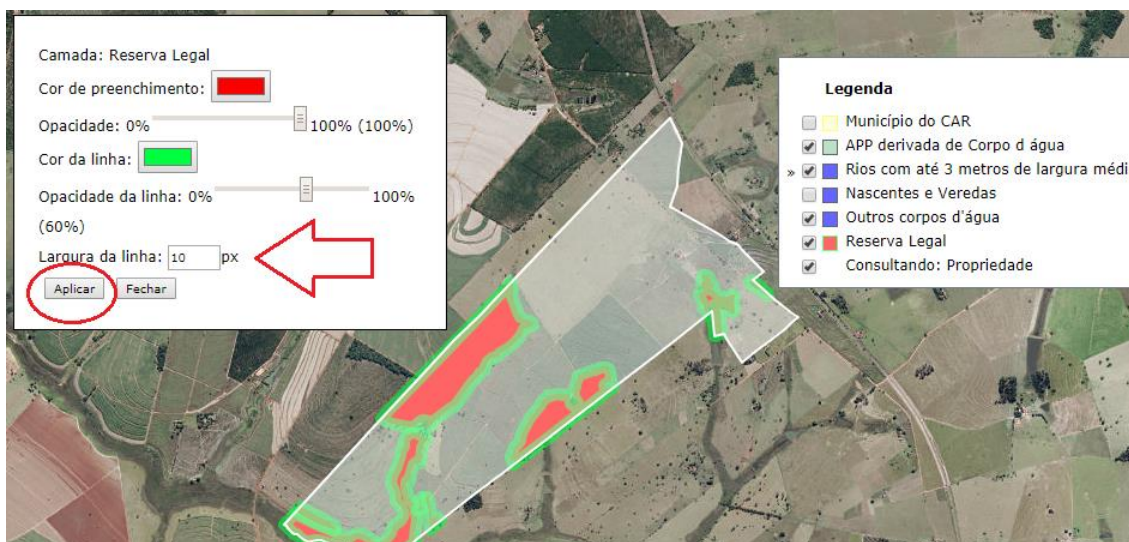 Camada: Reserva Legal
Cor de preenchimento:
Opacidade: 0% 100% (100%)
Cor da linha:
Opacidade da linha: 0% 100%
(60%)
Largura da linha: 10 px
Aplicar Fechar
Legenda
Município do CAR
APP derivada de Corpo d água
» Rios com até 3 metros de largura médi
Nascentes e Veredas
Outros corpos d'água
Reserva Legal
Consultando: Propriedade